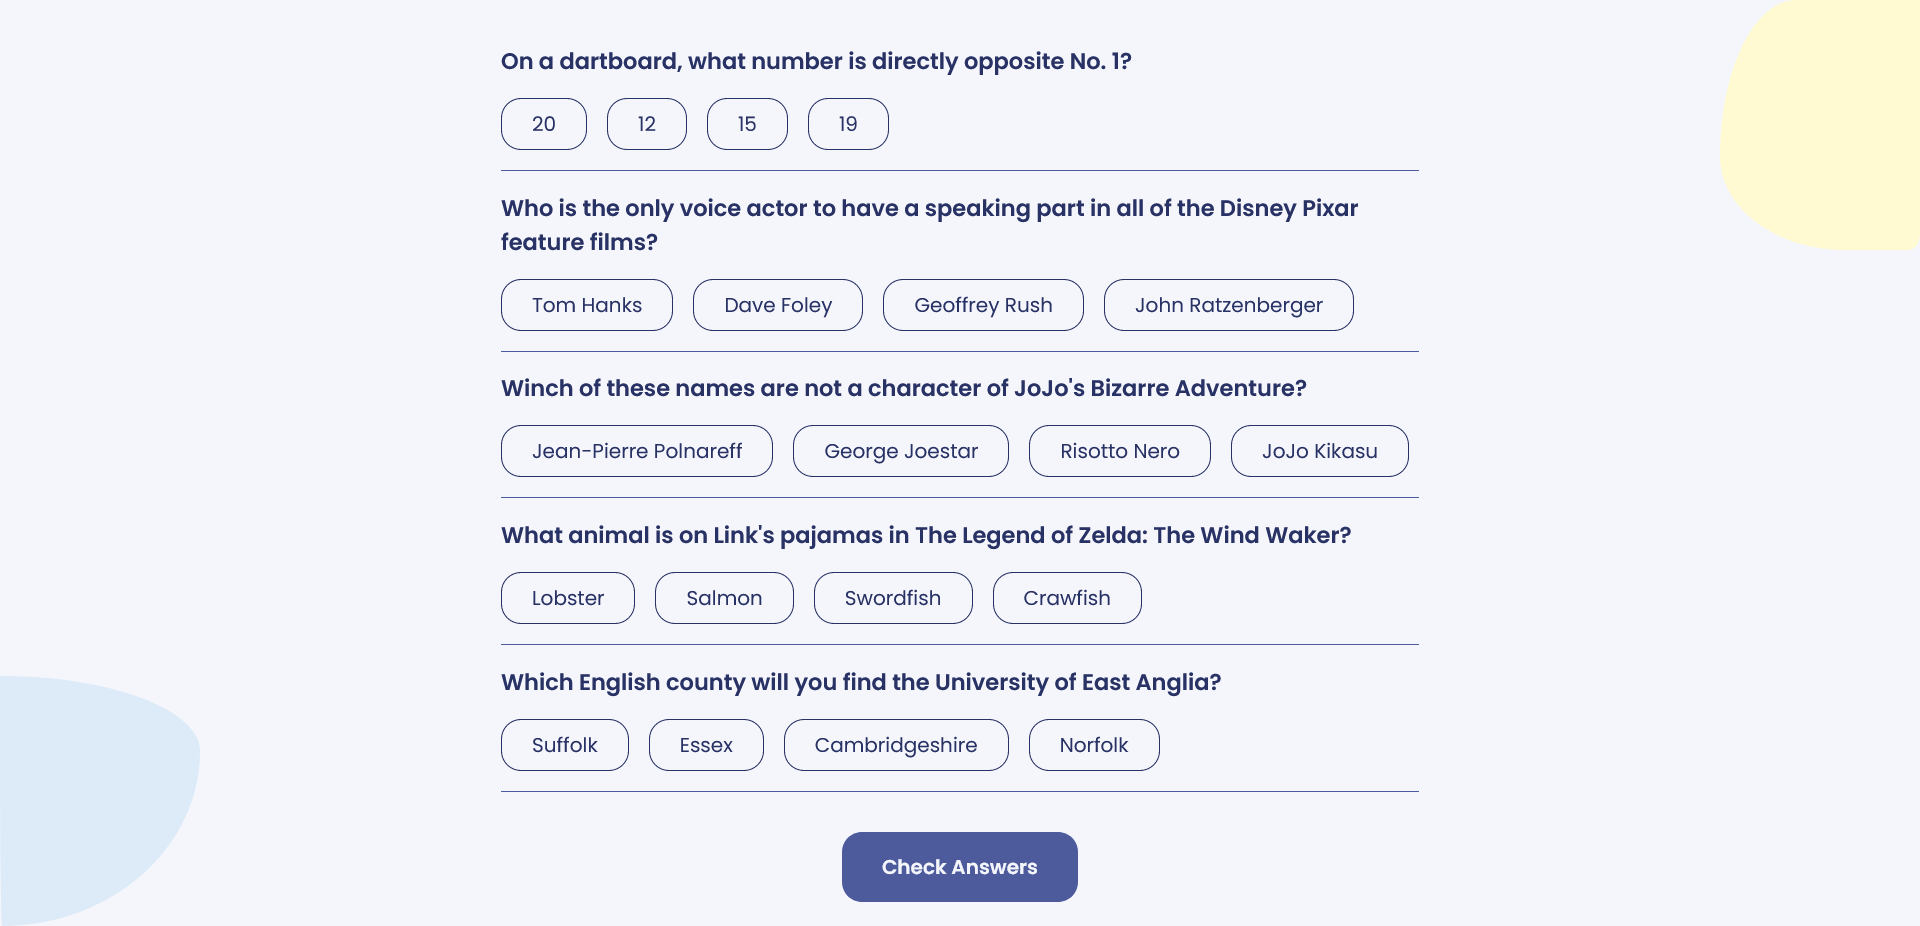 On a dartboard, what number is directly opposite No. 1?
20 12 15 19
Who is the only voice actor to have a speaking part in all of the Disney Pixar
feature films?
Tom Hanks Dave Foley Geoffrey Rush John Ratzenberger
Winch of these names are not a character of JoJo's Bizarre Adventure?
Jean-Pierre Polnareff George Joestar Risotto Nero JoJo Kikasu
What animal is on Link's pajamas in The Legend of Zelda: The Wind Waker?
Lobster Salmon Swordfish Crawfish
Which English county will you find the University of East Anglia?
Suffolk Essex Cambridgeshire Norfolk
Check Answers